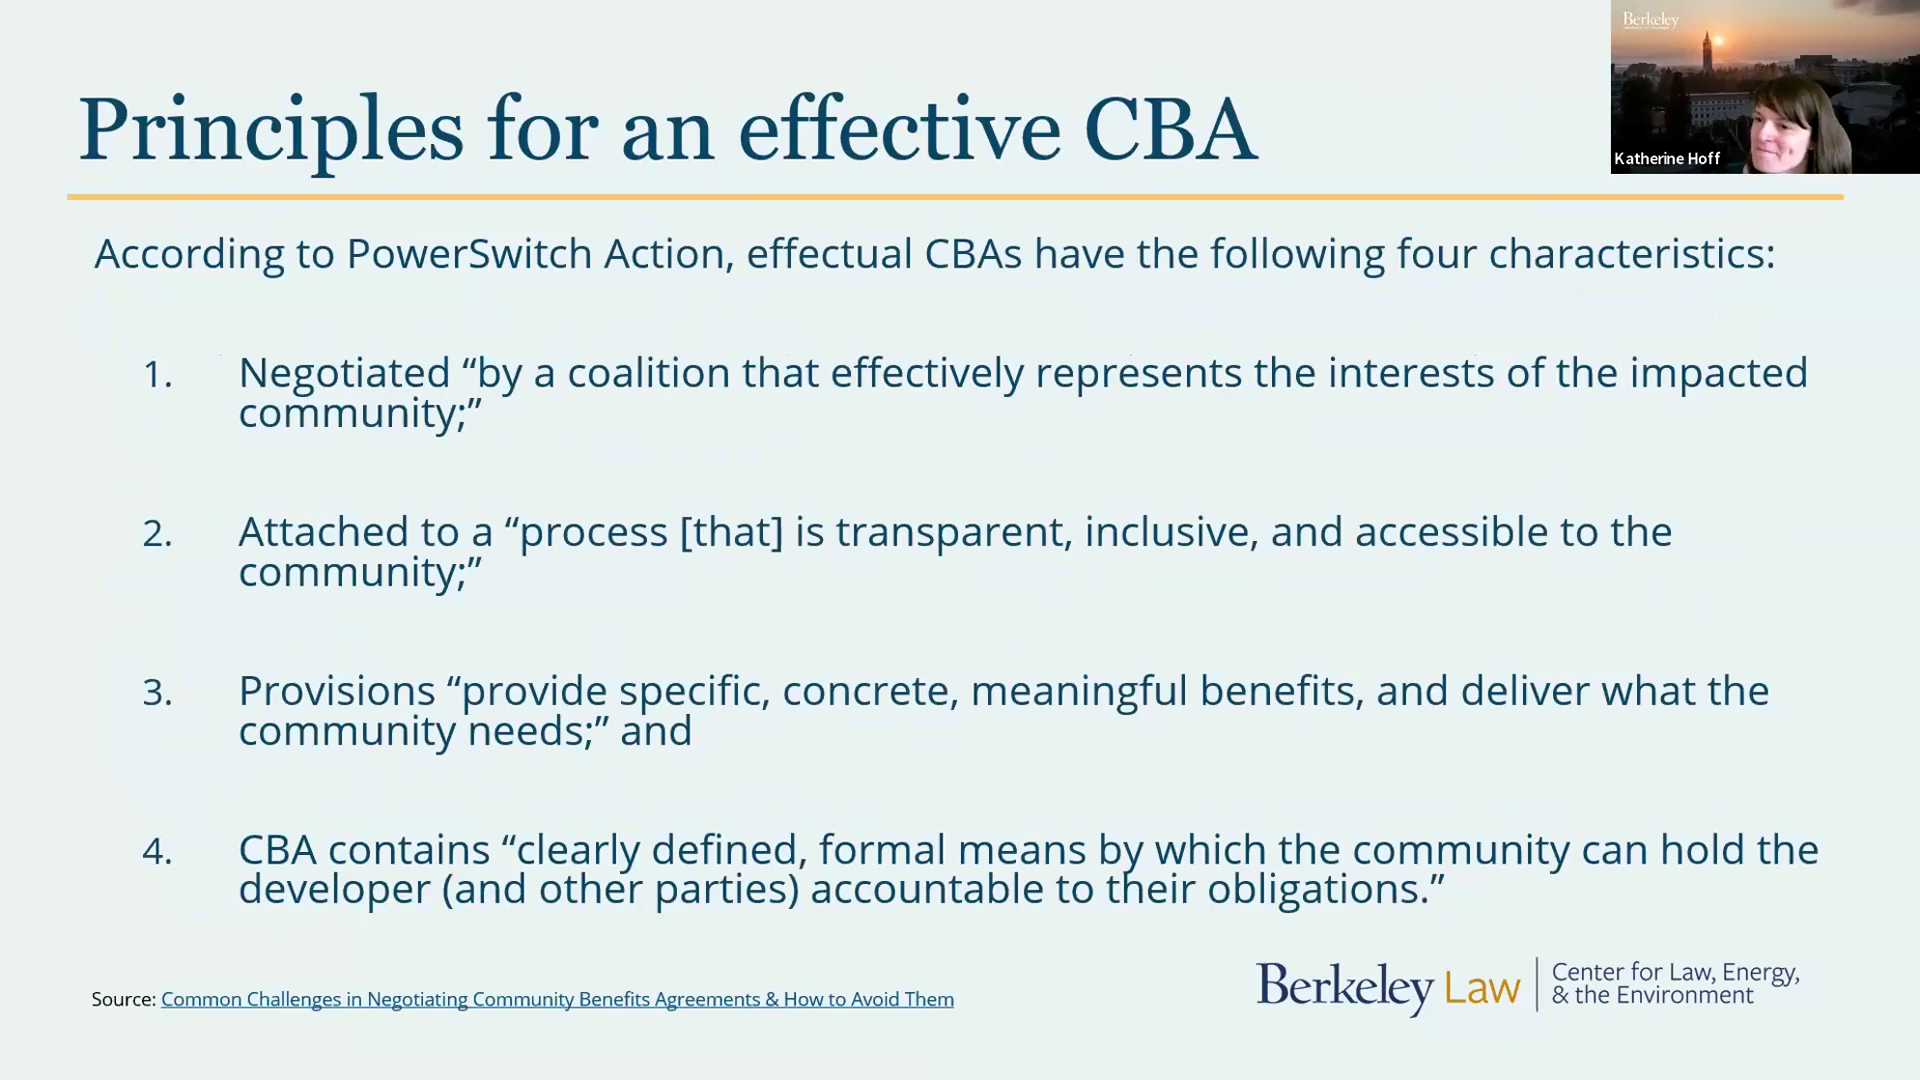 Berkeley
Principles for an effective CBA
Katherine Hoff
According to PowerSwitch Action, effectual CBAs have the following four characteristics:
1. Negotiated “by a coalition that effectively represents the interests of the impacted
community;”
2. Attached to a “process [that] is transparent, inclusive, and accessible to the
community;”
3. Provisions “provide specific, concrete, meaningful benefits, and deliver what the
community needs;” and
4. CBA contains “clearly defined, formal means by which the community can hold the
developer (and other parties) accountable to their obligations.”
Source: Common Challenges in Negotiating Community Benefits Agreements & How to Avoid Them
Berkeley Law
Center for Law, Energy,
& the Environment